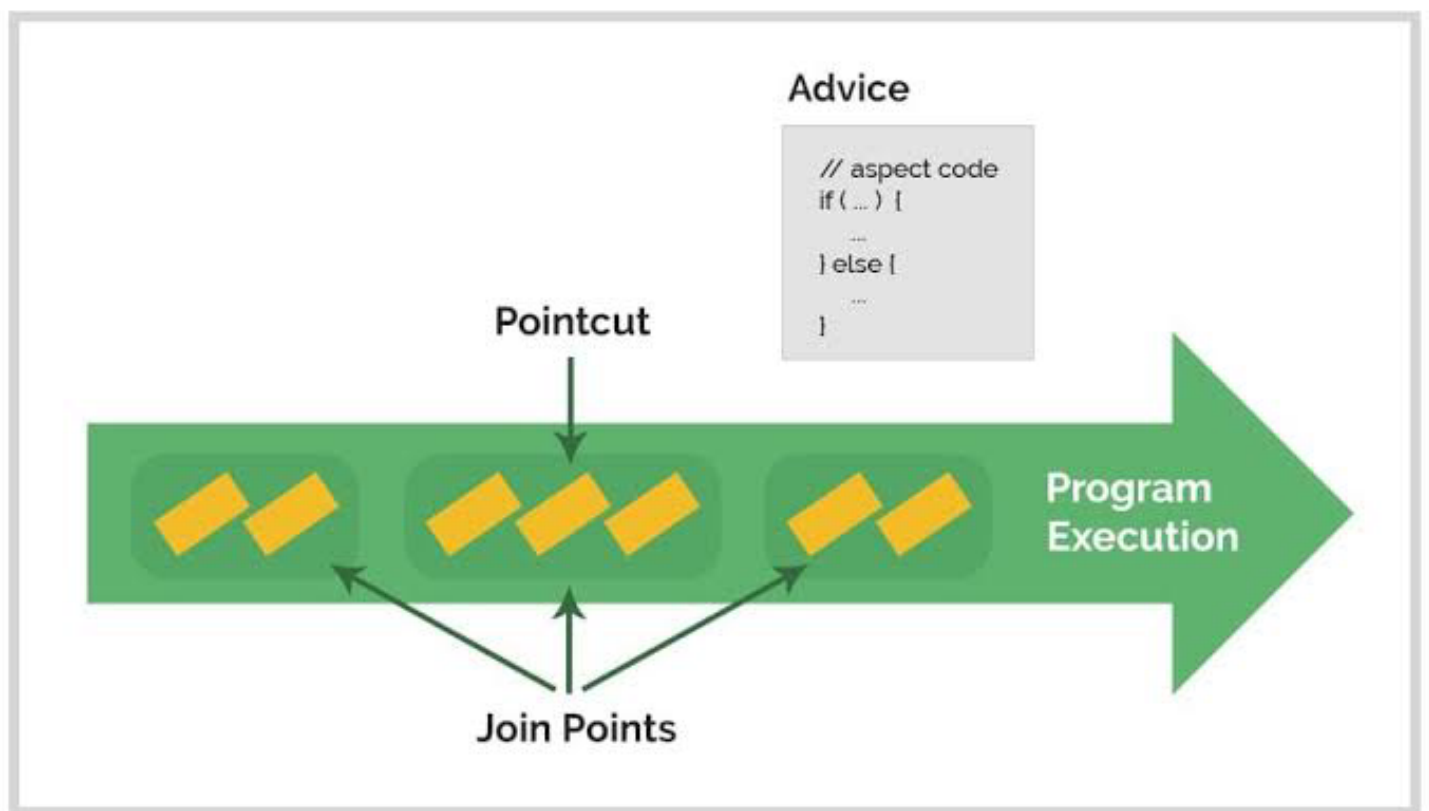 Advice
// aspect code
if ( ... ) {
...
} else {
...
}
Pointcut
Program
Execution
Join Points